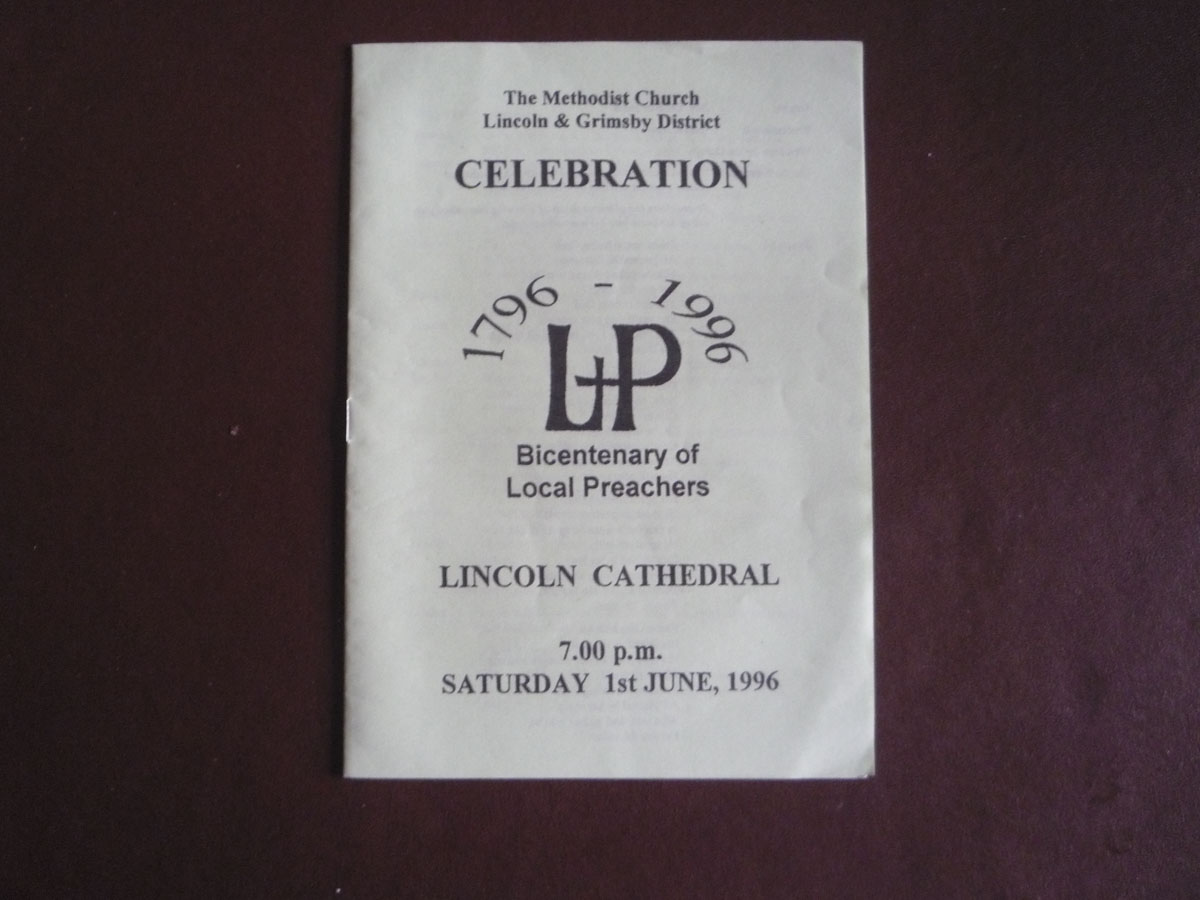 The Methodist Church
Lincoln & Grimsby District
CELEBRATION
1796 - 1996
LP
Bicentenary of
Local Preachers
LINCOLN CATHEDRAL
7.00 p.m.
SATURDAY 1st JUNE, 1996